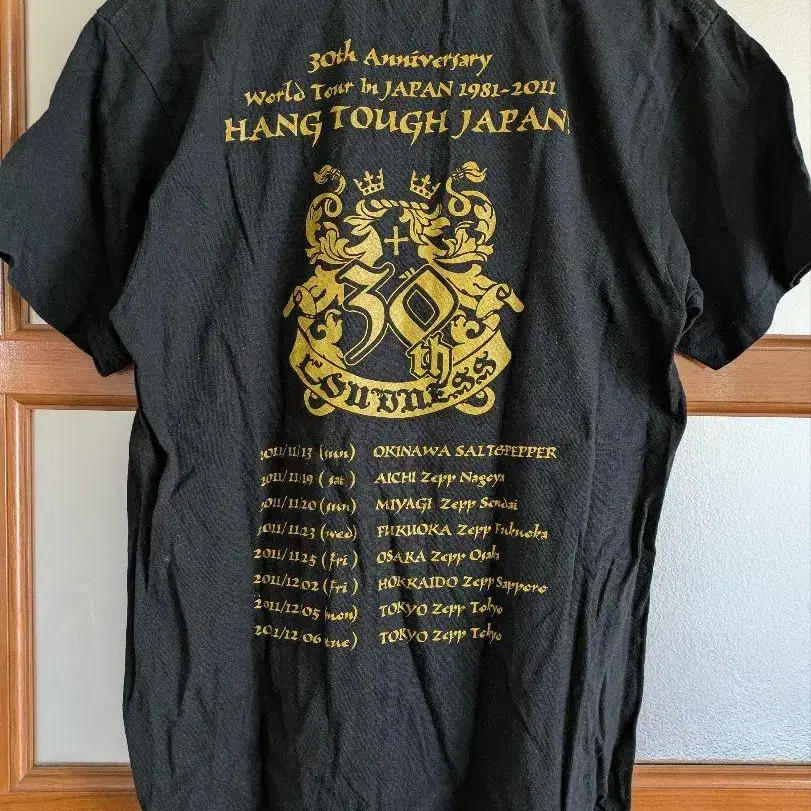 30th Anniversary
World Tour In JAPAN 1981-2011
HANG TOUGH JAPAN!
30th
LOUDNESS
2011/11/13 (sun) OKINAWA SALT&PEPPER
2011/11/19 (sat) AICHI Zepp Nagoya
2011/11/20 (sun) MIYAGI Zepp Sendai
2011/11/23 (wed) FUKUOKA Zepp Fukuoka
2011/11/25 (fri) OSAKA Zepp Osaka
2011/12/02 (fri) HOKKAIDO Zepp Sapporo
2011/12/05 (mon) TOKYO Zepp Tokyo
2011/12/06 (tue) TOKYO Zepp Tokyo